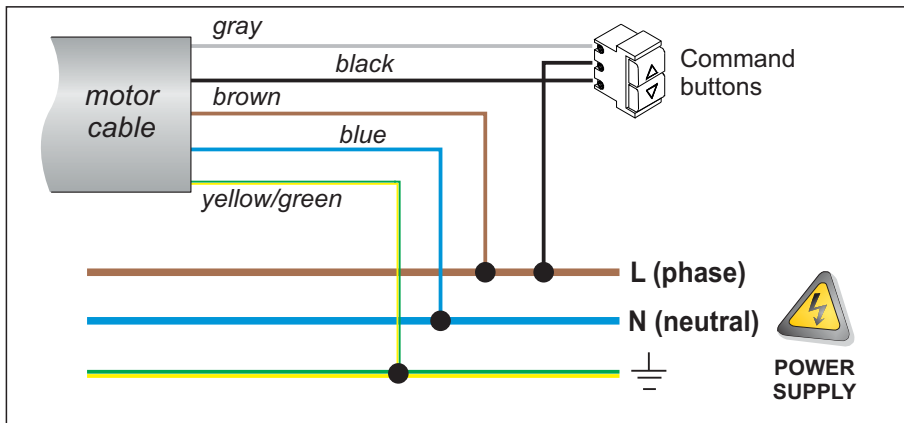 gray
black
Command
buttons
motor
cable
brown
blue
yellow/green
L (phase)
N (neutral)
POWER
SUPPLY